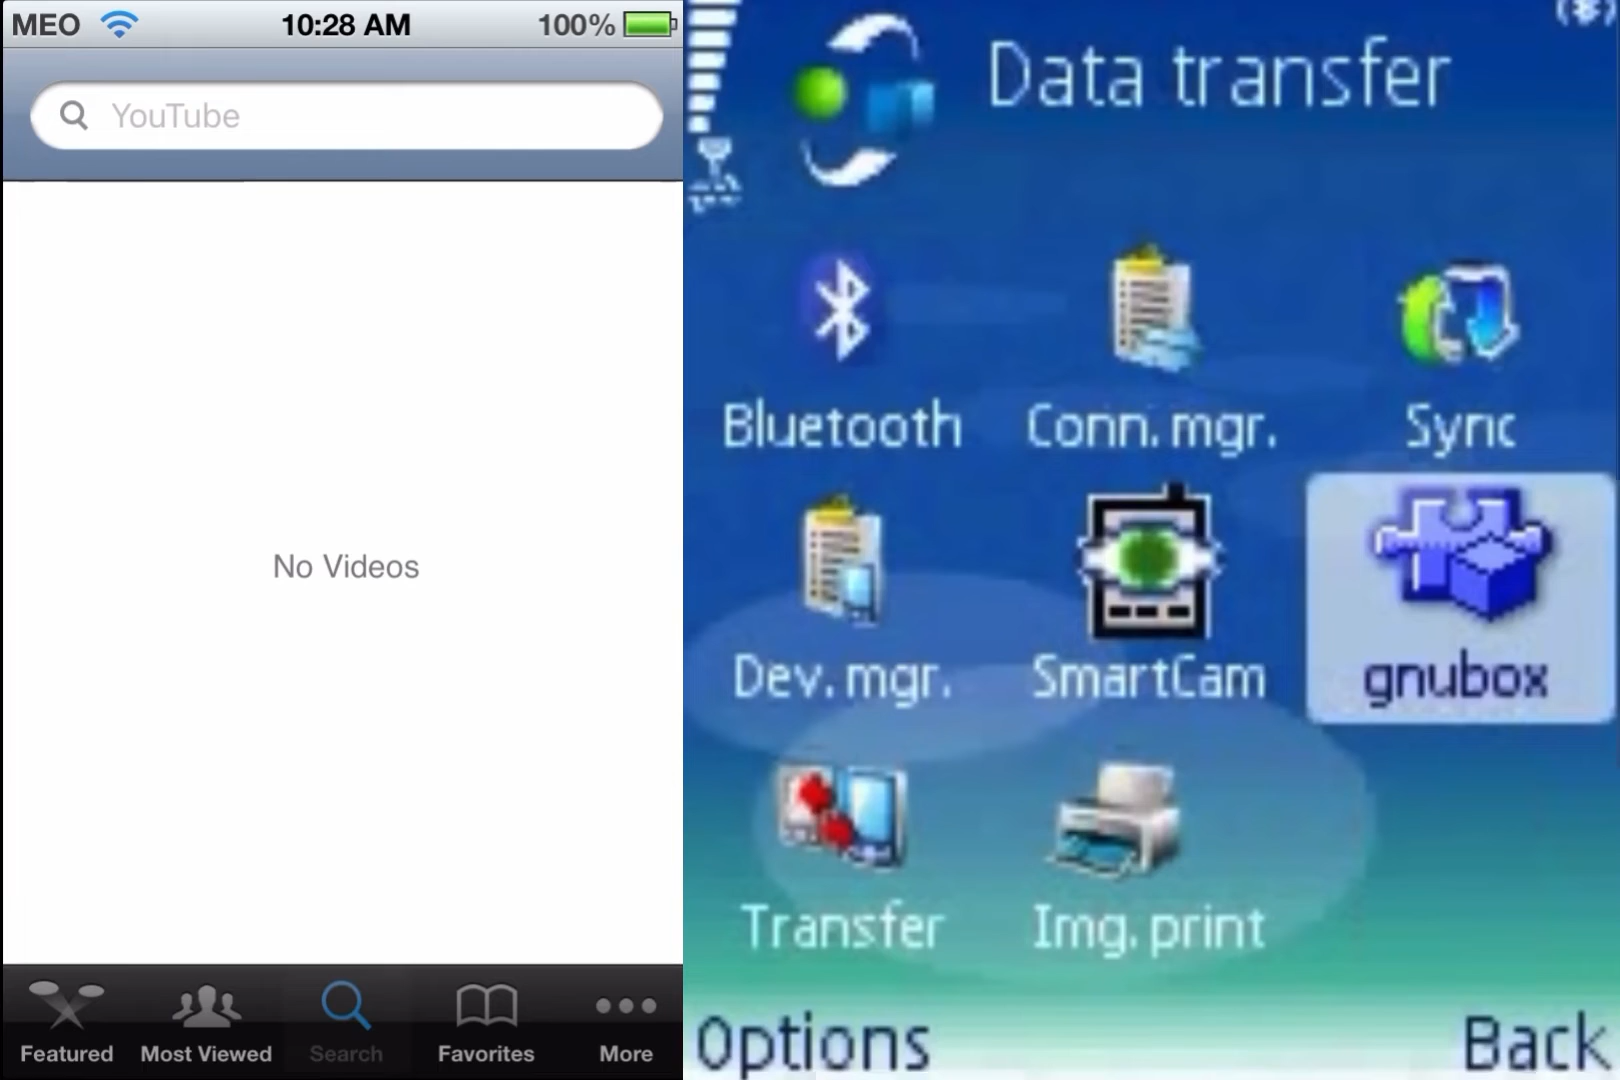 MEO 10:28 AM 100%
YouTube
No Videos
Featured Most Viewed Search Favorites More
Data transfer
Bluetooth Conn. mgr. Sync
Dev. mgr. SmartCam gnubox
Transfer Img. print
Options Back